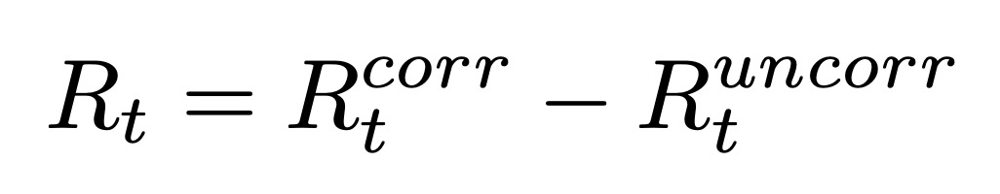 R_t = R_t^{corr} − R_t^{uncorr}